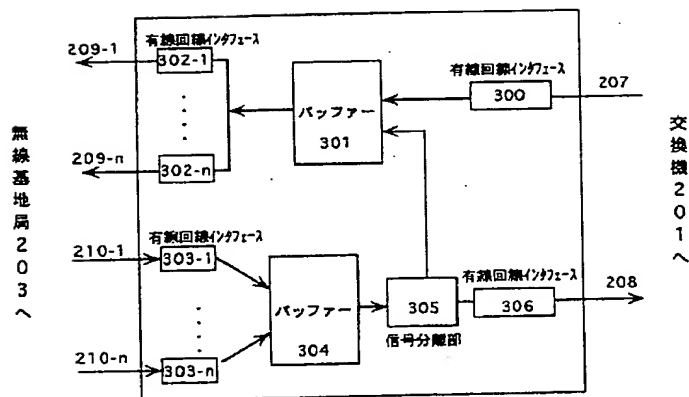 209-1
有線回線インタフェース
302-1
209-n
302-n
バッファー
301
有線回線インタフェース
300
207
無線基地局203へ
交換機201へ
210-1
有線回線インタフェース
303-1
210-n
303-n
バッファー
304
305
信号分離部
有線回線インタフェース
306
208